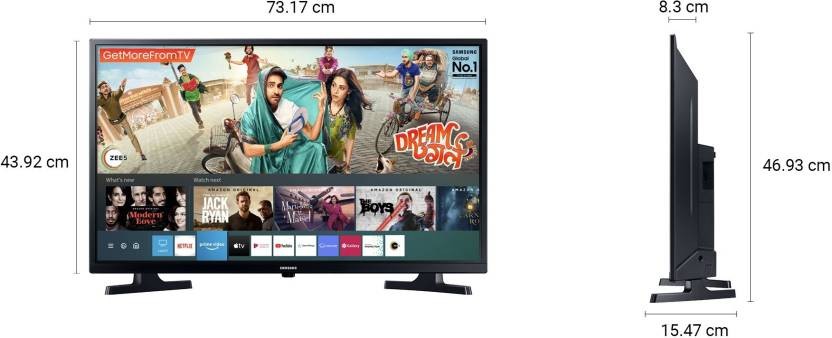 73.17 cm
8.3 cm
GetMoreFromTV
SAMSUNG
Global
No.1
43.92 cm
46.93 cm
DREAM
ZEE5
What's new
Watch next
Modern Love
AMAZON ORIGINAL
JACK RYAN
Mrs. Maisel
AMAZON ORIGINAL
THE BOYS
AMAZON
NETFLIX
prime video
tv
YouTube
Gallery
SAMSUNG
15.47 cm